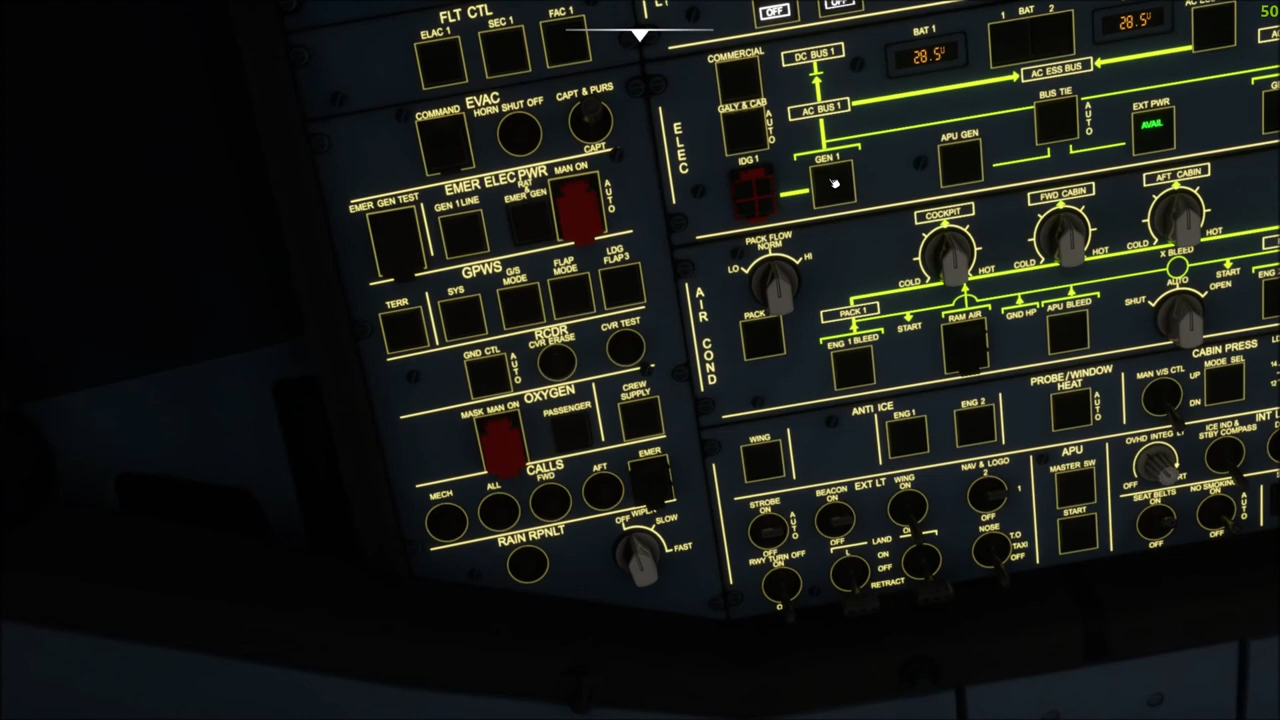 50
FLT CTL
ELAC 1
SEC 1
FAC 1
EVAC
COMMAND
HORN SHUT OFF
CAPT & PURS
CAPT
EMER ELEC PWR
EMER GEN TEST
GEN 1 LINE
RAT
&
EMER GEN
MAN ON
AUTO
GPWS
TERR
SYS
G/S
MODE
FLAP
MODE
LDG
FLAP 3
RCDR
GND CTL
AUTO
CVR ERASE
CVR TEST
OXYGEN
MASK MAN ON
PASSENGER
CREW
SUPPLY
CALLS
MECH
ALL
FWD
AFT
EMER
RAIN RPNLT
WIPER
OFF
SLOW
FAST
OFF
ELEC
COMMERCIAL
DC BUS 1
BAT 1
28.5V
1
BAT
2
28.5V
GALY & CAB
AUTO
AC BUS 1
AC ESS BUS
BUS TIE
AUTO
EXT PWR
AVAIL
IDG 1
GEN 1
APU GEN
AIR COND
PACK FLOW
NORM
LO
HI
COCKPIT
COLD
HOT
FWD CABIN
COLD
HOT
AFT CABIN
COLD
HOT
PACK
PACK 1
START
RAM AIR
GND HP
APU BLEED
X BLEED
AUTO
SHUT
OPEN
START
ENG 1 BLEED
ANTI ICE
WING
ENG 1
ENG 2
PROBE/WINDOW
HEAT
AUTO
CABIN PRESS
MAN V/S CTL
UP
DN
MODE SEL
EXT LT
STROBE
ON
AUTO
OFF
BEACON
ON
OFF
WING
ON
NAV & LOGO
2
1
OFF
RWY TURN OFF
ON
L
LAND
ON
OFF
RETRACT
NOSE
T.O
TAXI
OFF
APU
MASTER SW
START
OVHD INTEG LT
OFF
ICE IND &
STBY COMPASS
SEAT BELTS
ON
OFF
NO SMOKING
ON
AUTO
OFF